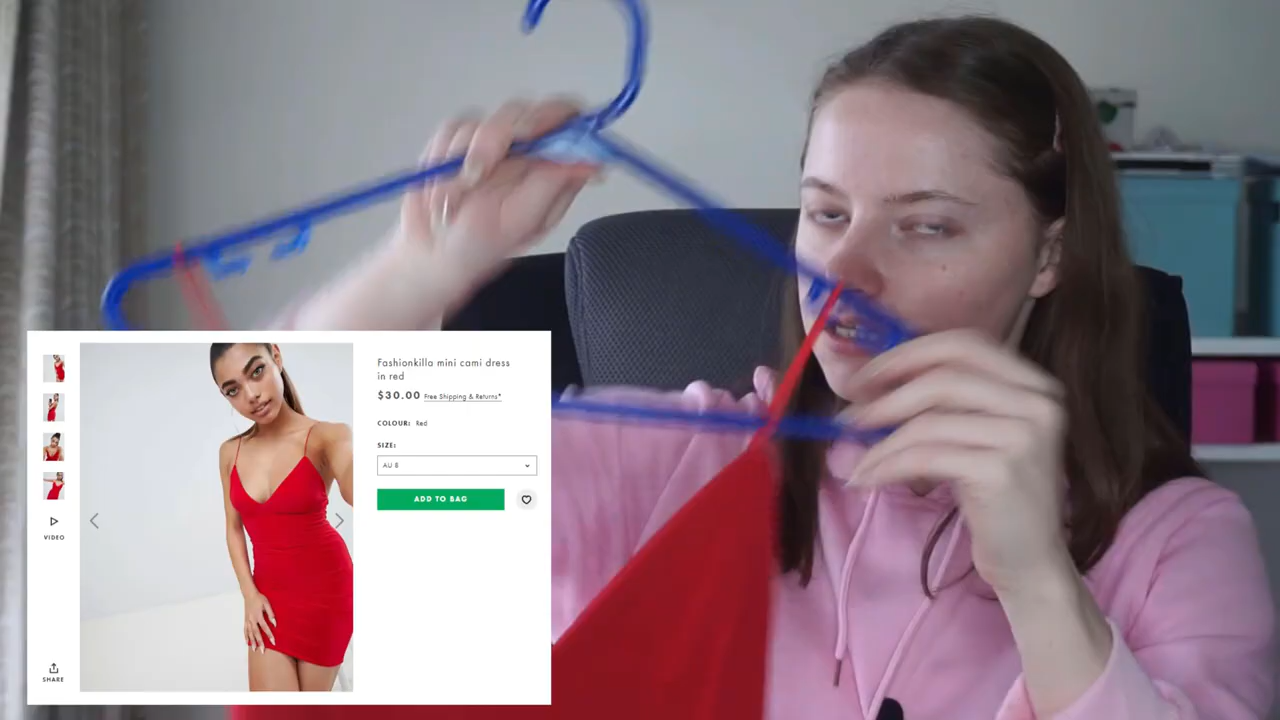 Fashionkilla mini cami dress
in red
$30.00 Free Shipping & Returns*
COLOUR: Red
SIZE:
AU 8
ADD TO BAG
VIDEO
SHARE